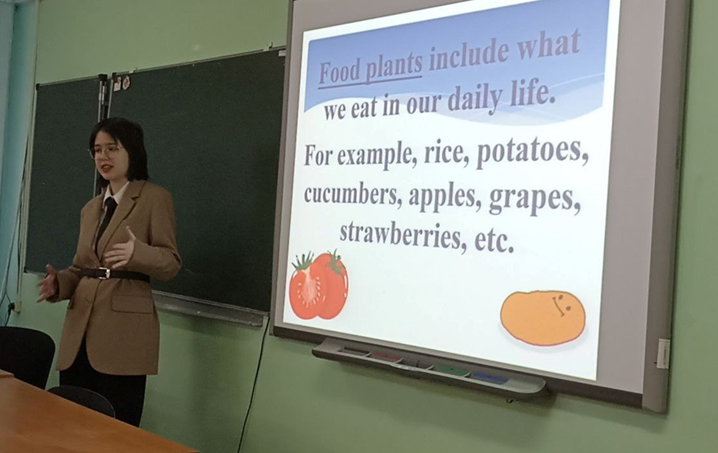 Food plants include what
we eat in our daily life.
For example, rice, potatoes,
cucumbers, apples, grapes,
strawberries, etc.